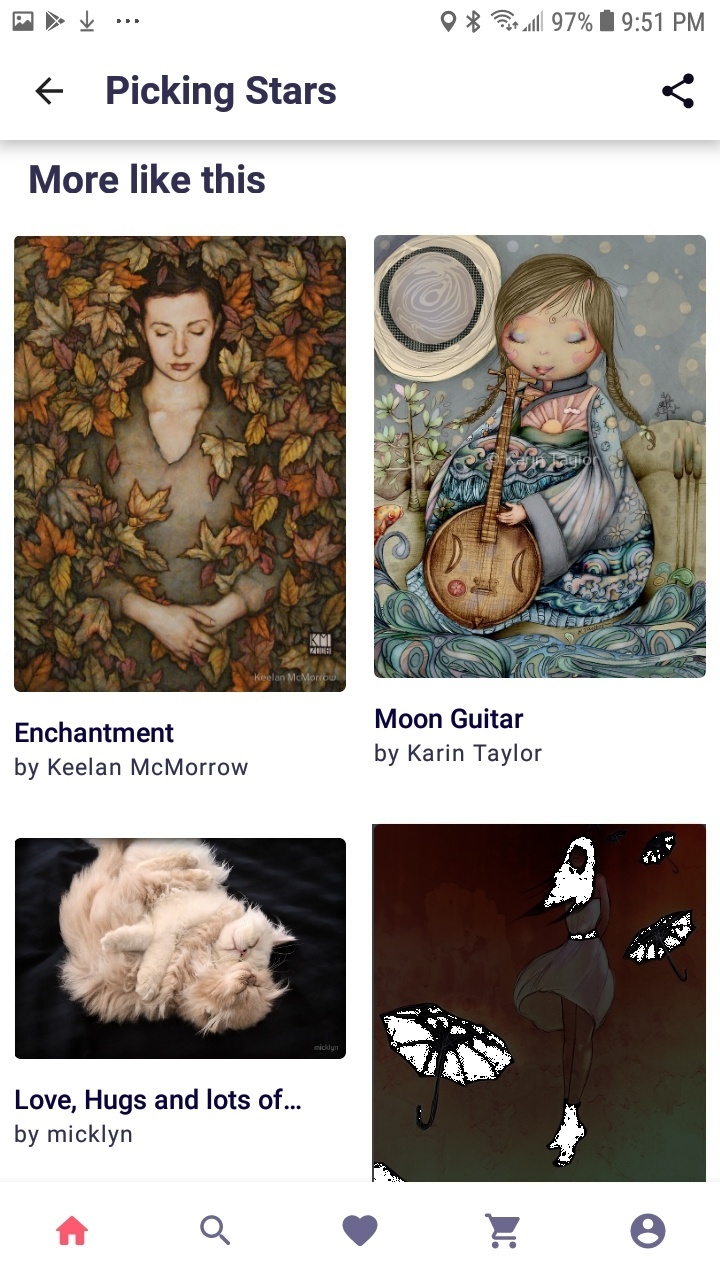 97% 9:51 PM
Picking Stars
More like this
© Karin Taylor
KM
Keelan McMorrow
Enchantment
by Keelan McMorrow
Moon Guitar
by Karin Taylor
micklyn
Love, Hugs and lots of…
by micklyn